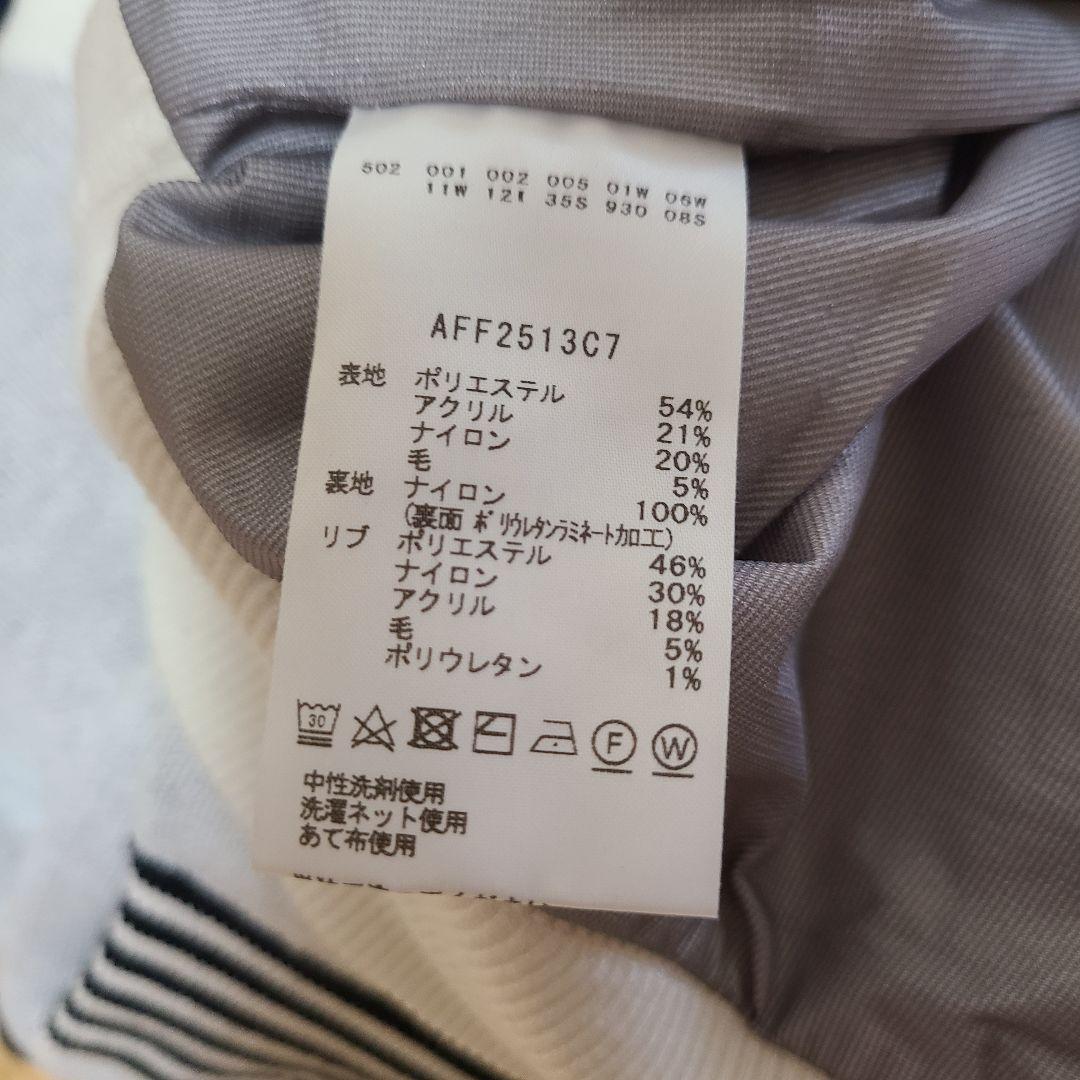 502 001 002 005 01W 06W
11W 12W 35S 930 08S
AFF2513C7
表地 ポリエステル 54%
アクリル 21%
ナイロン 20%
毛 5%
裏地 ナイロン 100%
(裏面 ポリウレタンラミネート加工)
リブ ポリエステル 46%
ナイロン 30%
アクリル 18%
毛 5%
ポリウレタン 1%
30
F W
中性洗剤使用
洗濯ネット使用
あて布使用